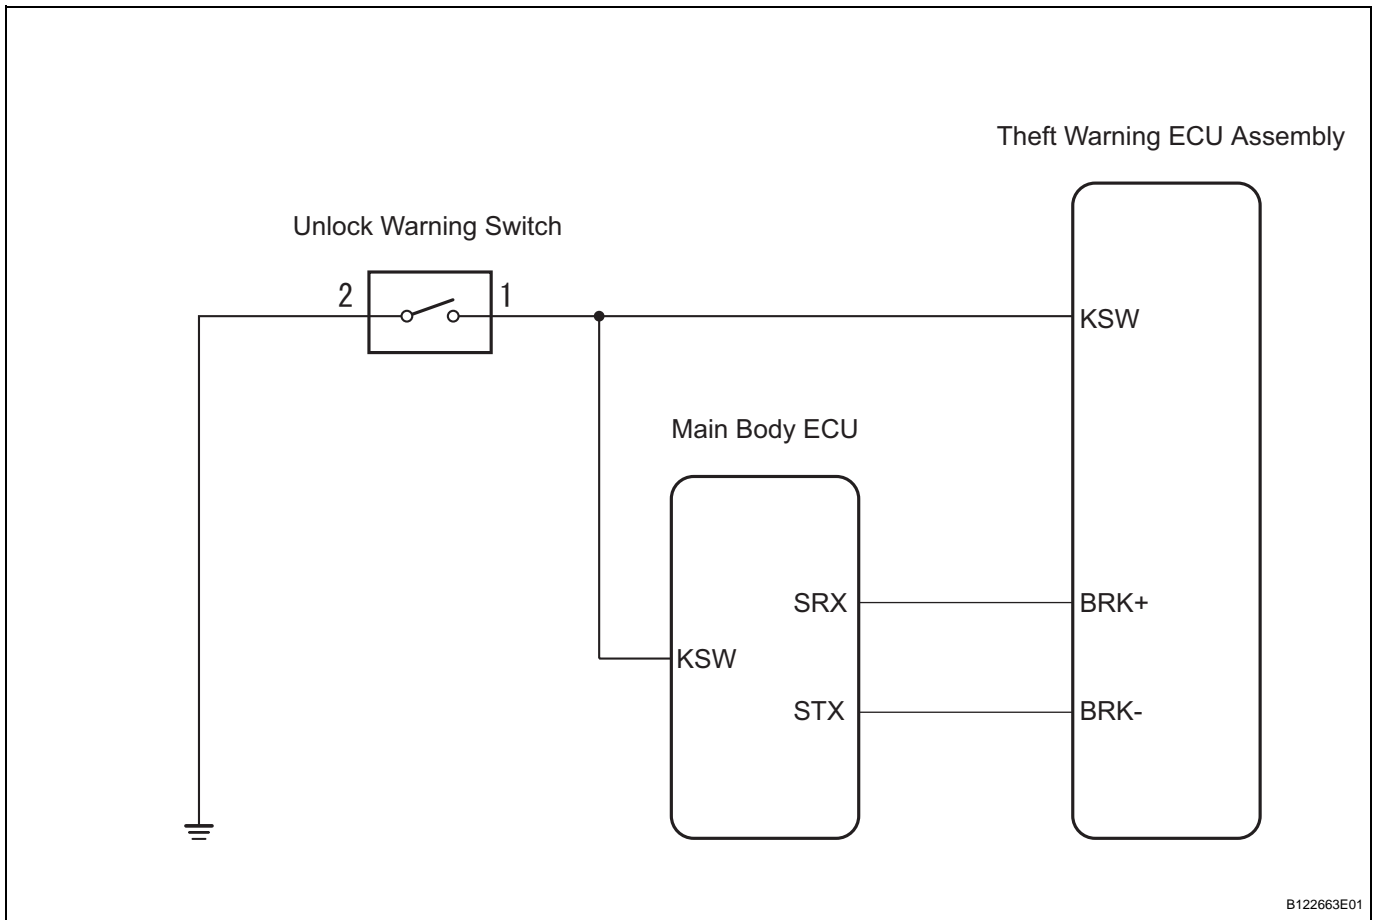 Theft Warning ECU Assembly
Unlock Warning Switch
2
1
KSW
Main Body ECU
SRX
BRK+
KSW
STX
BRK-
B122663E01